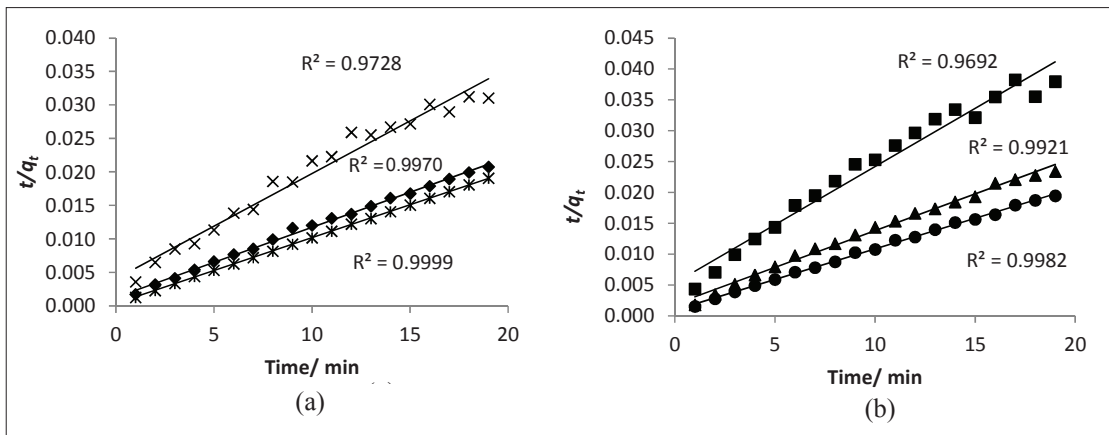 0.040
0.035
0.030
0.025
0.020
0.015
0.010
0.005
0.000
t/qt
R² = 0.9728
R² = 0.9970
R² = 0.9999
0 5 10 15 20
Time/ min
(a)
0.045
0.040
0.035
0.030
0.025
0.020
0.015
0.010
0.005
0.000
t/qt
R² = 0.9692
R² = 0.9921
R² = 0.9982
0 5 10 15 20
Time/ min
(b)